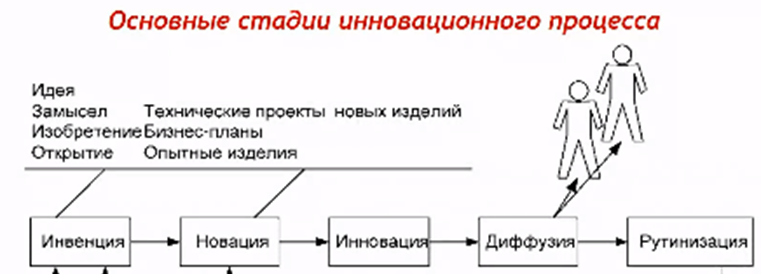 Основные стадии инновационного процесса
Идея
Замысел Технические проекты новых изделий
Изобретение Бизнес-планы
Открытие Опытные изделия
Инвенция Новация Инновация Диффузия Рутинизация